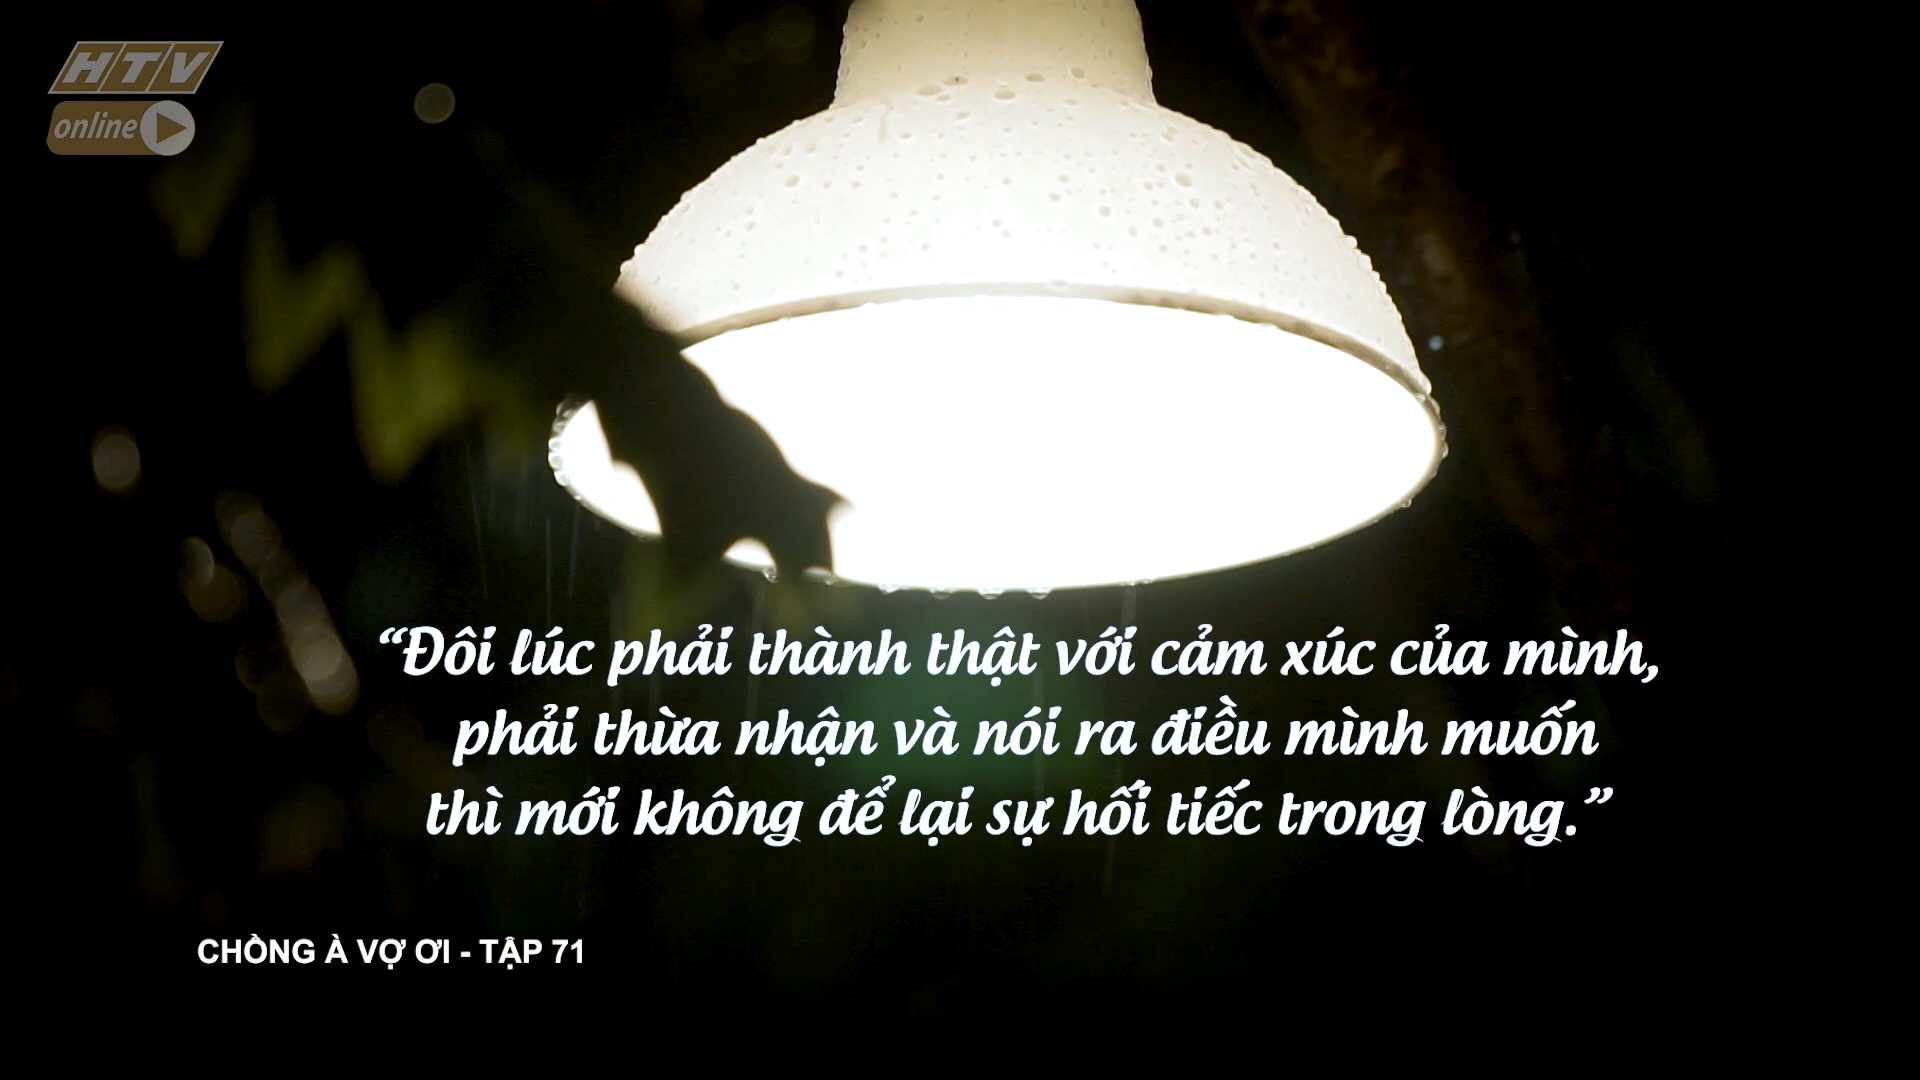 HTV
online
“Đôi lúc phải thành thật với cảm xúc của mình,
phải thừa nhận và nói ra điều mình muốn
thì mới không để lại sự hối tiếc trong lòng.”
CHỒNG À VỢ ƠI - TẬP 71